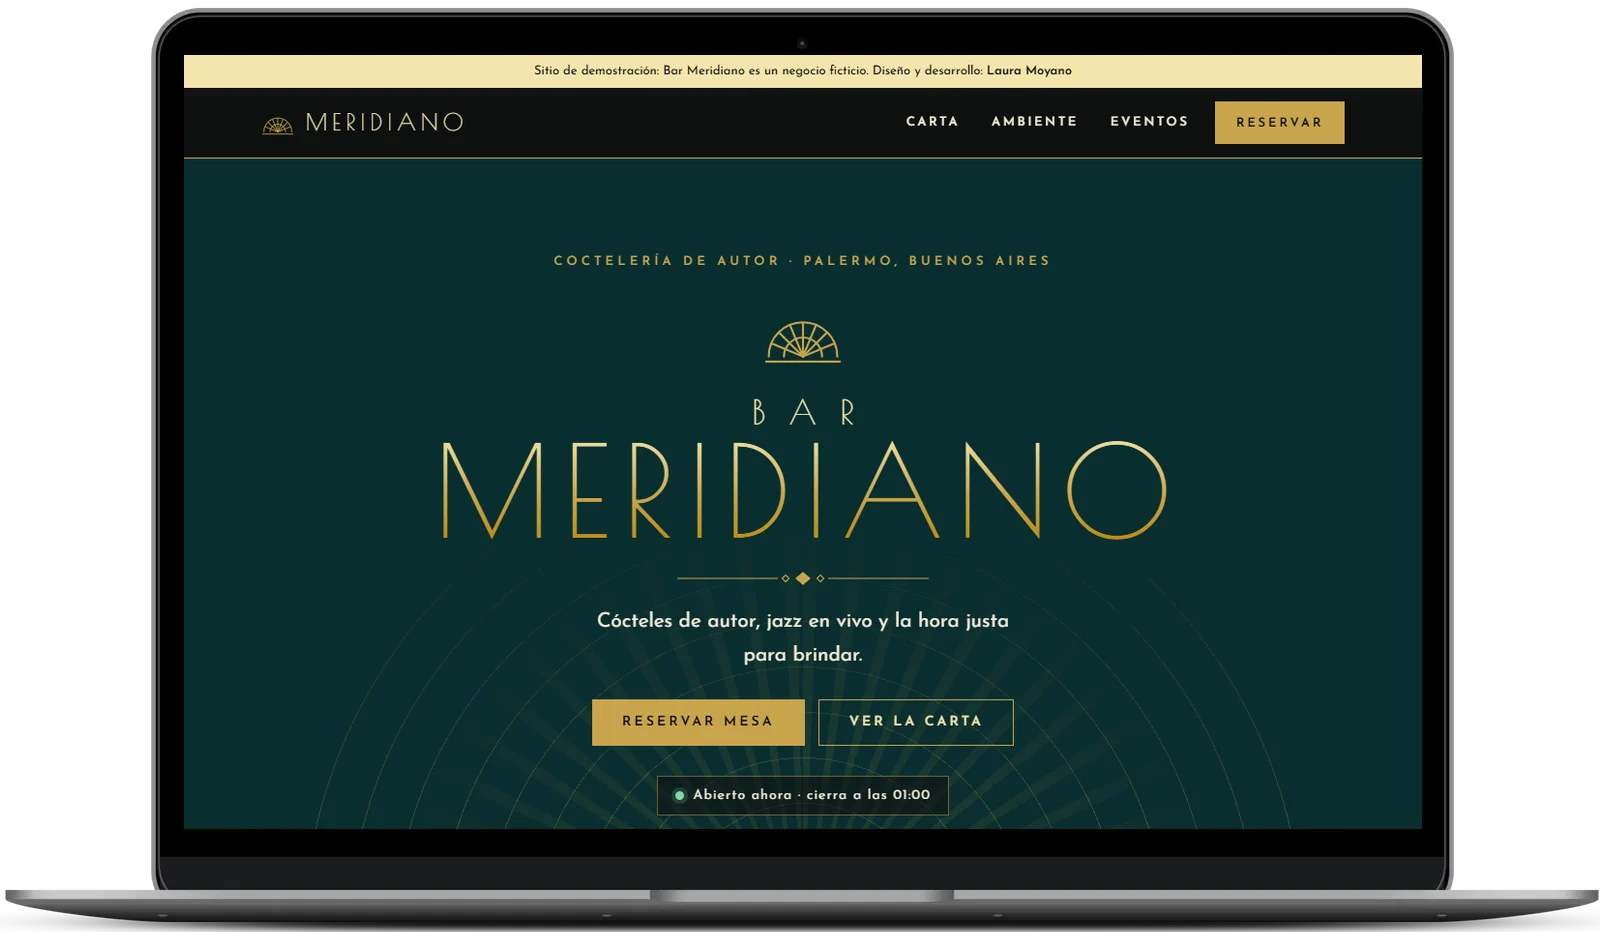 Sitio de demostración: Bar Meridiano es un negocio ficticio. Diseño y desarrollo: Laura Moyano
MERIDIANO
CARTA
AMBIENTE
EVENTOS
RESERVAR
COCTELERÍA DE AUTOR · PALERMO, BUENOS AIRES
BAR
MERIDIANO
Cócteles de autor, jazz en vivo y la hora justa
para brindar.
RESERVAR MESA
VER LA CARTA
Abierto ahora · cierra a las 01:00